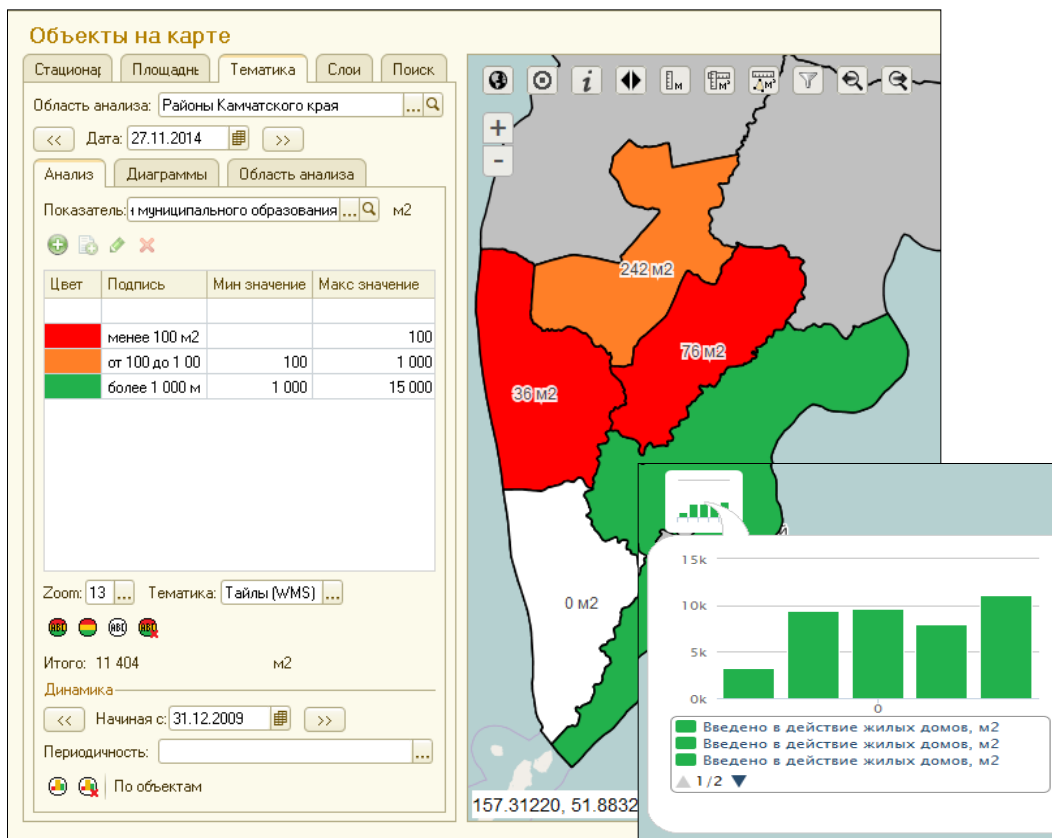 Объекты на карте
Стационар Площадны Тематика Слои Поиск
Область анализа: Районы Камчатского края ...
<< Дата: 27.11.2014 >>
Анализ Диаграммы Область анализа
Показатель: муниципального образования ... м2
Цвет Подпись Мин значение Макс значение
менее 100 м2 100
от 100 до 1 00 100 1 000
более 1 000 м 1 000 15 000
Zoom: 13 ... Тематика: Тайлы (WMS) ...
Итого: 11 404 м2
Динамика
<< Начиная с: 31.12.2009 >>
Периодичность: ...
По объектам
i м м² м²
+
-
242 м2
76 м2
36 м2
0 м2
157.31220, 51.8832
15k
10k
5k
0k
0
Введено в действие жилых домов, м2
Введено в действие жилых домов, м2
Введено в действие жилых домов, м2
1/2